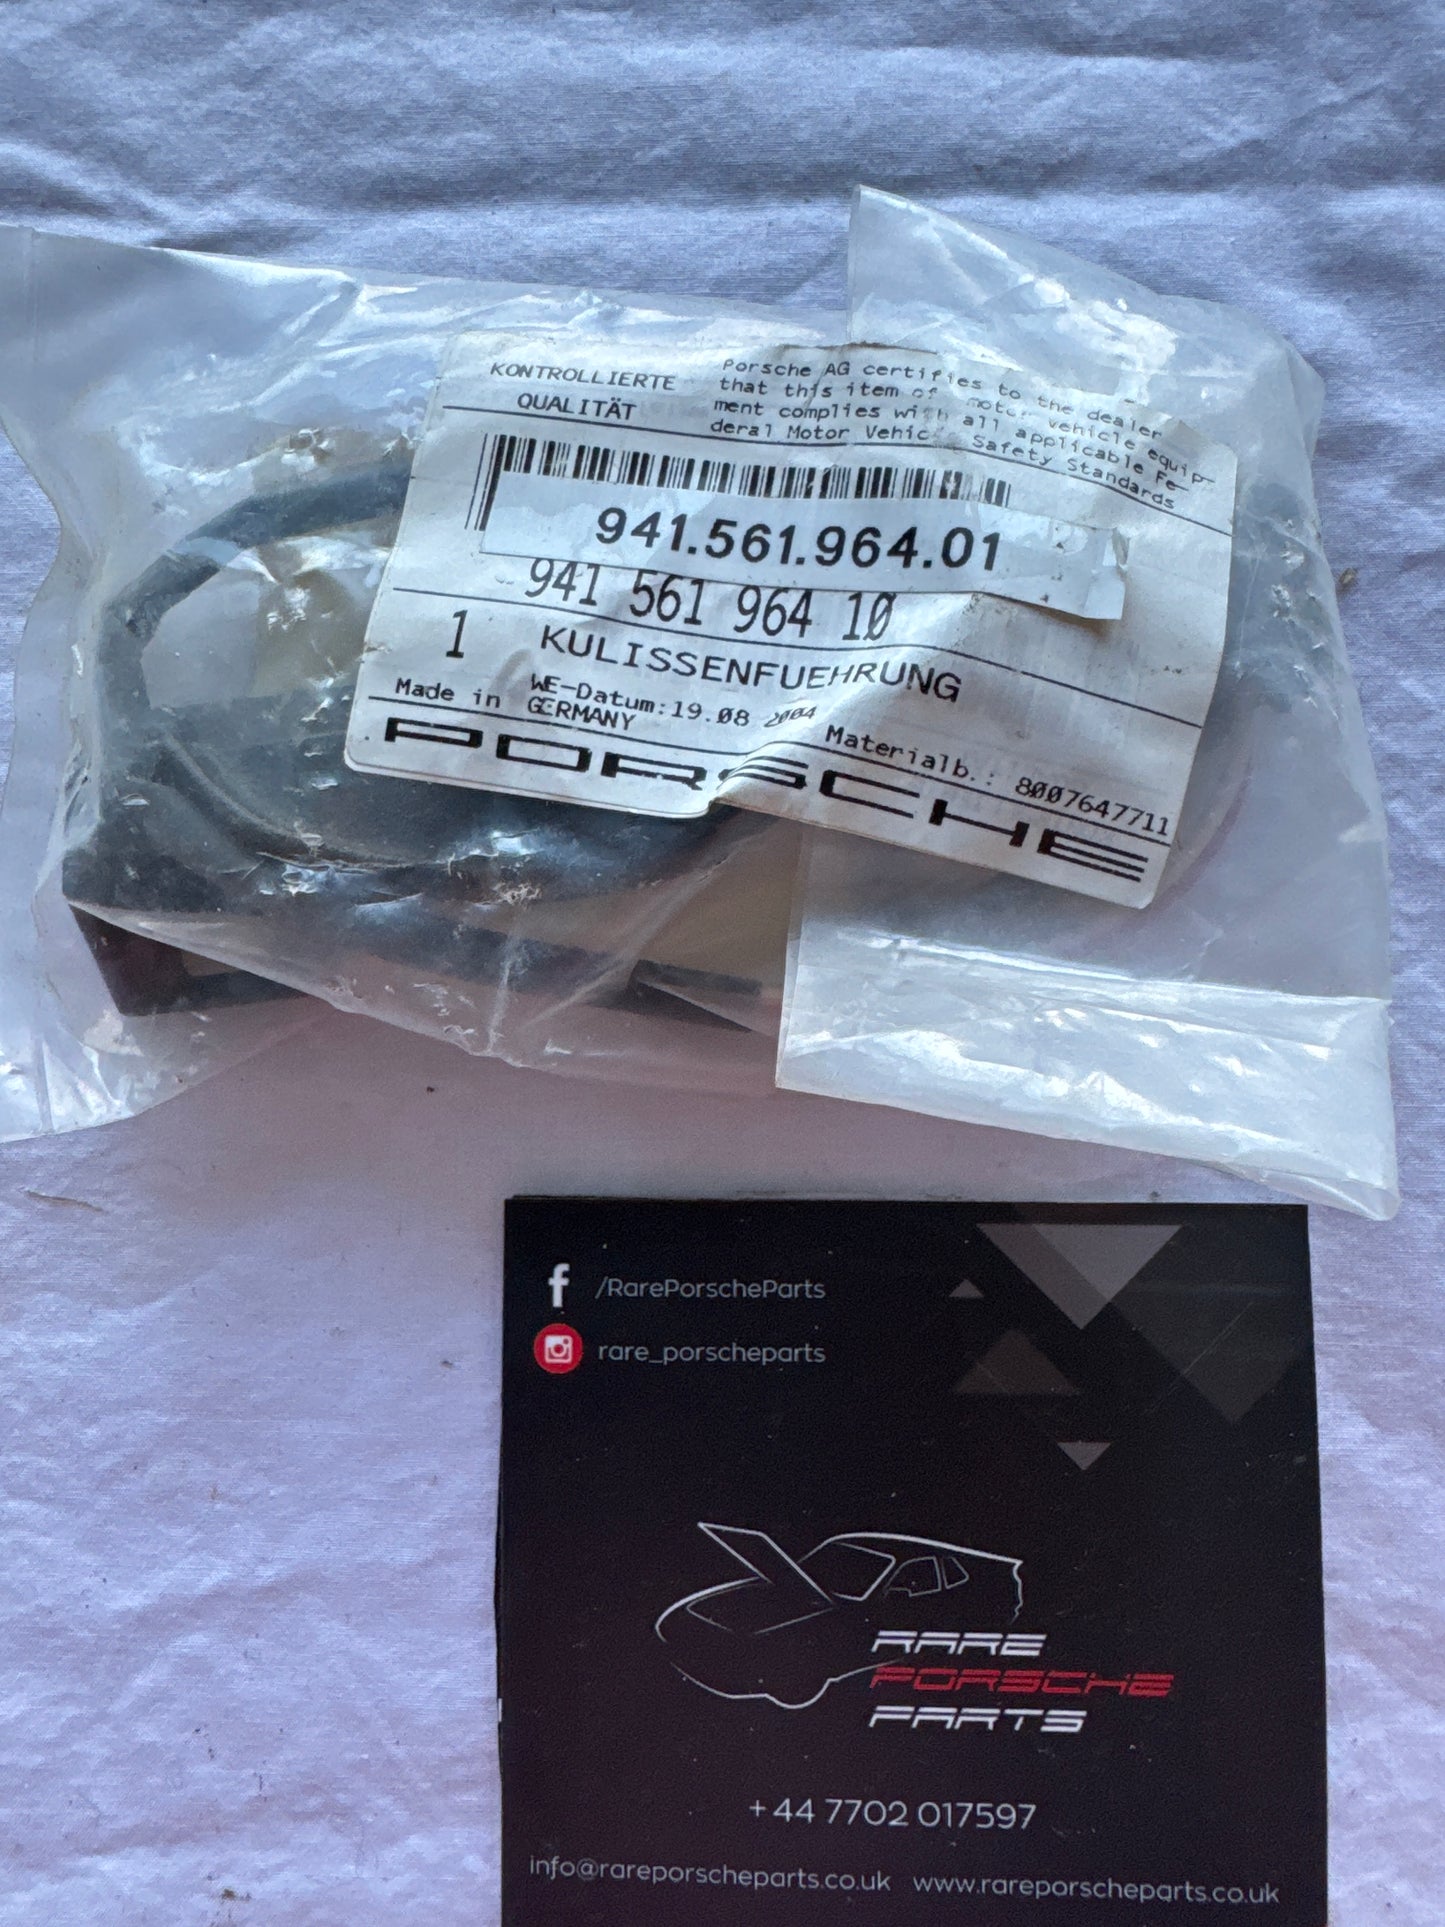 KONTROLLIERTE
QUALITÄT
Porsche AG certifies to the dealer
that this item of motor vehicle equip-
ment complies with all applicable Fe-
deral Motor Vehicle Safety Standards
941.561.964.01
941 561 964 10
1 KULISSENFUEHRUNG
WE-Datum:19.08 2004
Made in GERMANY
Materialb.: 8007647711
PORSCHE
f /RarePorscheParts
rare_porscheparts
RARE
PORSCHE
PARTS
+44 7702 017597
info@rareporscheparts.co.uk www.rareporscheparts.co.uk